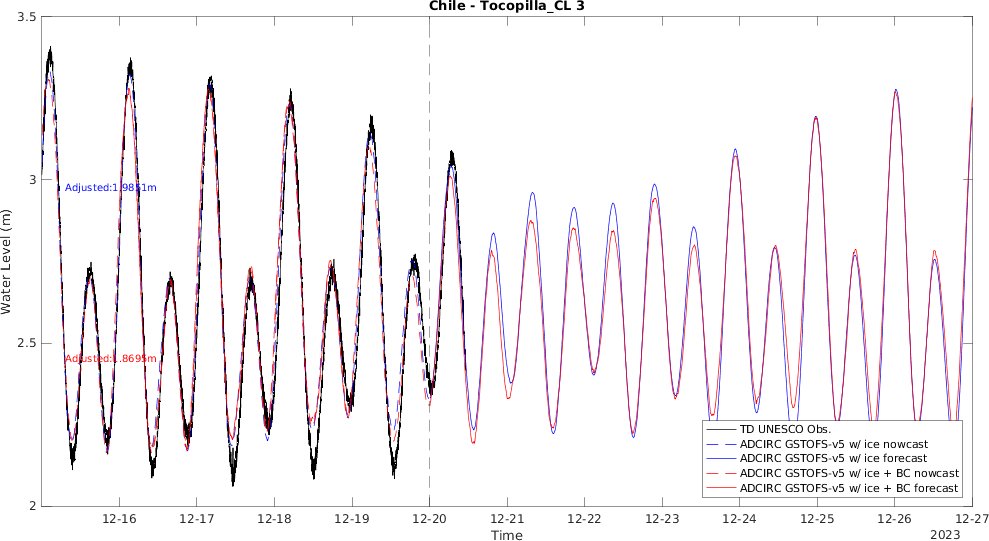 Chile - Tocopilla_CL 3
3.5
3
2.5
2
Water Level (m)
Adjusted:1.9851m
Adjusted:1.8695m
TD UNESCO Obs.
ADCIRC GSTOFS-v5 w/ ice nowcast
ADCIRC GSTOFS-v5 w/ ice forecast
ADCIRC GSTOFS-v5 w/ ice + BC nowcast
ADCIRC GSTOFS-v5 w/ ice + BC forecast
12-16 12-17 12-18 12-19 12-20 12-21 12-22 12-23 12-24 12-25 12-26 12-27
Time
2023